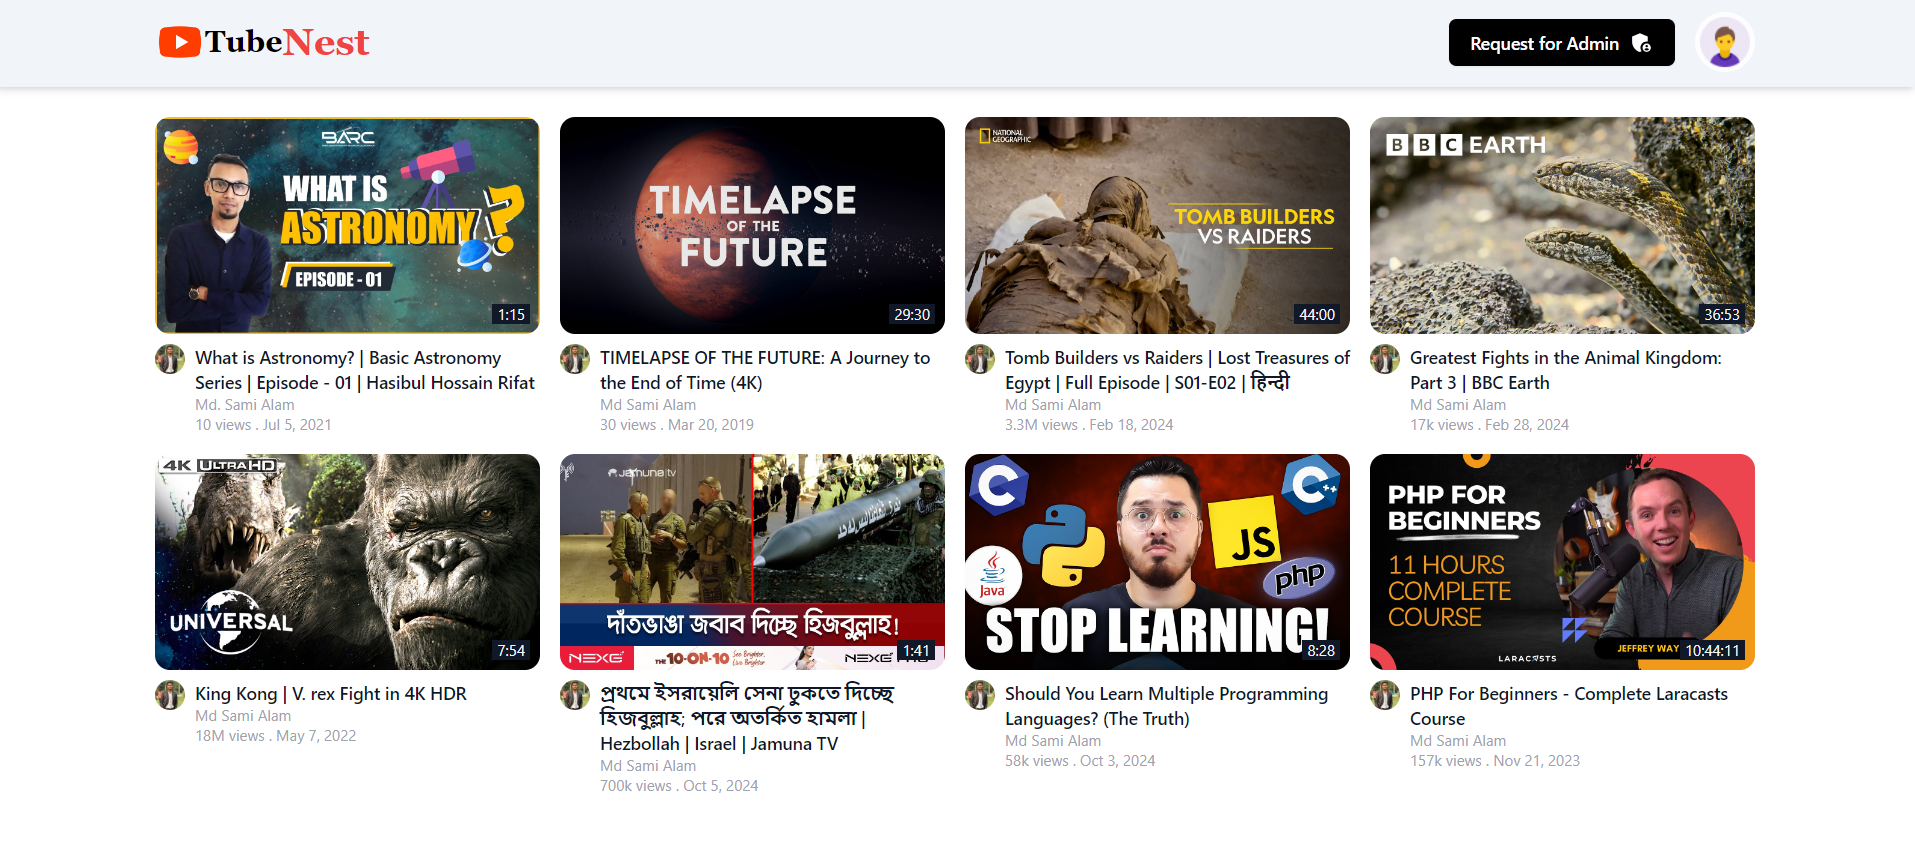 TubeNest
Request for Admin
BARC
WHAT IS
ASTRONOMY?
EPISODE - 01
1:15
TIMELAPSE
OF THE
FUTURE
29:30
NATIONAL
GEOGRAPHIC
TOMB BUILDERS
VS RAIDERS
44:00
BBC EARTH
36:53
What is Astronomy? | Basic Astronomy
Series | Episode - 01 | Hasibul Hossain Rifat
Md. Sami Alam
10 views . Jul 5, 2021
TIMELAPSE OF THE FUTURE: A Journey to
the End of Time (4K)
Md Sami Alam
30 views . Mar 20, 2019
Tomb Builders vs Raiders | Lost Treasures of
Egypt | Full Episode | S01-E02 | हिन्दी
Md Sami Alam
3.3M views . Feb 18, 2024
Greatest Fights in the Animal Kingdom:
Part 3 | BBC Earth
Md Sami Alam
17k views . Feb 28, 2024
4K ULTRA HD
UNIVERSAL
7:54
Jamuna tv
দাঁতভাঙা জবাব দিচ্ছে হিজবুল্লাহ!
NEXG
THE 10-ON-10
See Brighter,
Live Brighter
NEXG
1:41
C
C++
JS
Java
php
STOP LEARNING!
8:28
PHP FOR
BEGINNERS
11 HOURS
COMPLETE
COURSE
JEFFREY WAY
LARACASTS
10:44:11
King Kong | V. rex Fight in 4K HDR
Md Sami Alam
18M views . May 7, 2022
প্রথমে ইসরায়েলি সেনা ঢুকতে দিচ্ছে
হিজবুল্লাহ; পরে অতর্কিত হামলা |
Hezbollah | Israel | Jamuna TV
Md Sami Alam
700k views . Oct 5, 2024
Should You Learn Multiple Programming
Languages? (The Truth)
Md Sami Alam
58k views . Oct 3, 2024
PHP For Beginners - Complete Laracasts
Course
Md Sami Alam
157k views . Nov 21, 2023